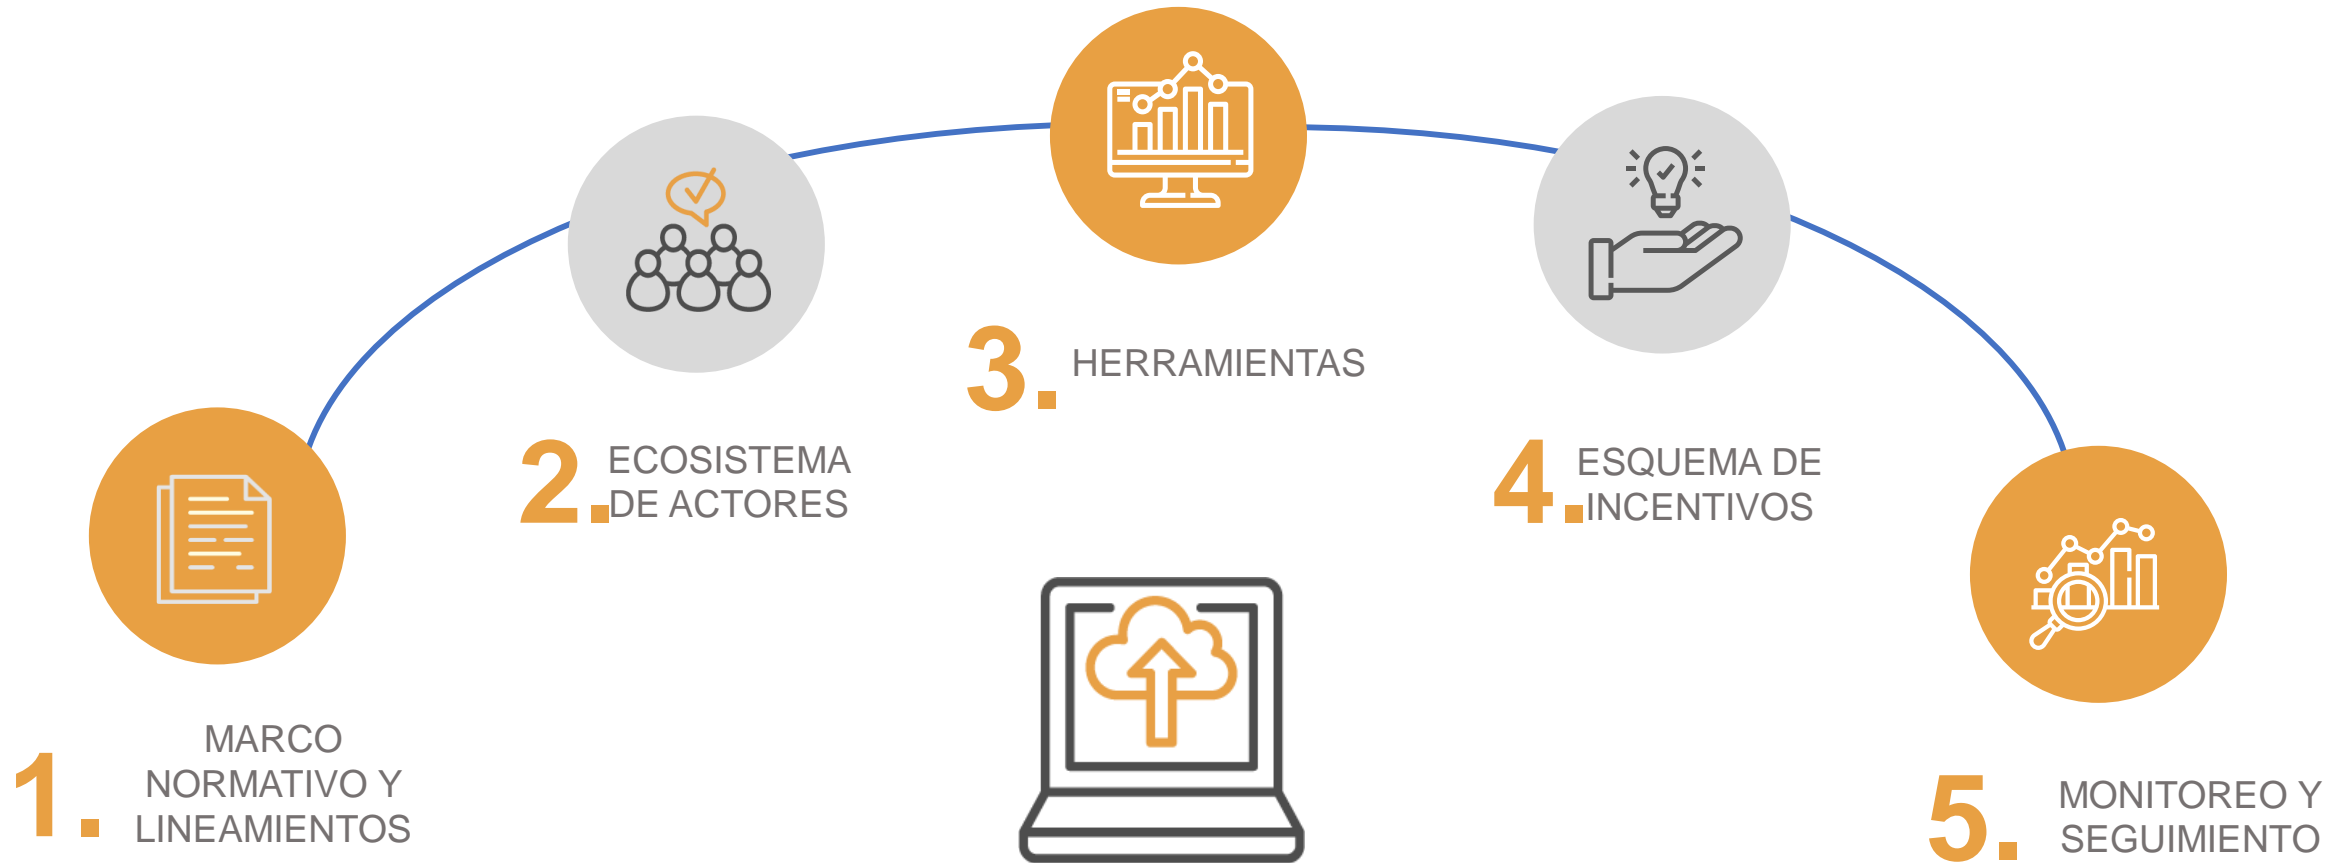 1.
MARCO
NORMATIVO Y
LINEAMIENTOS
2.
ECOSISTEMA
DE ACTORES
3.
HERRAMIENTAS
4.
ESQUEMA DE
INCENTIVOS
5.
MONITOREO Y
SEGUIMIENTO